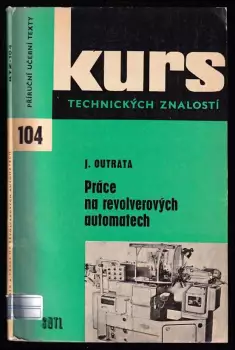 PŘÍRUČNÍ UČEBNÍ TEXTY
kurs
TECHNICKÝCH ZNALOSTÍ
104
J. OUTRATA
Práce
na revolverových
automatech
SNTL